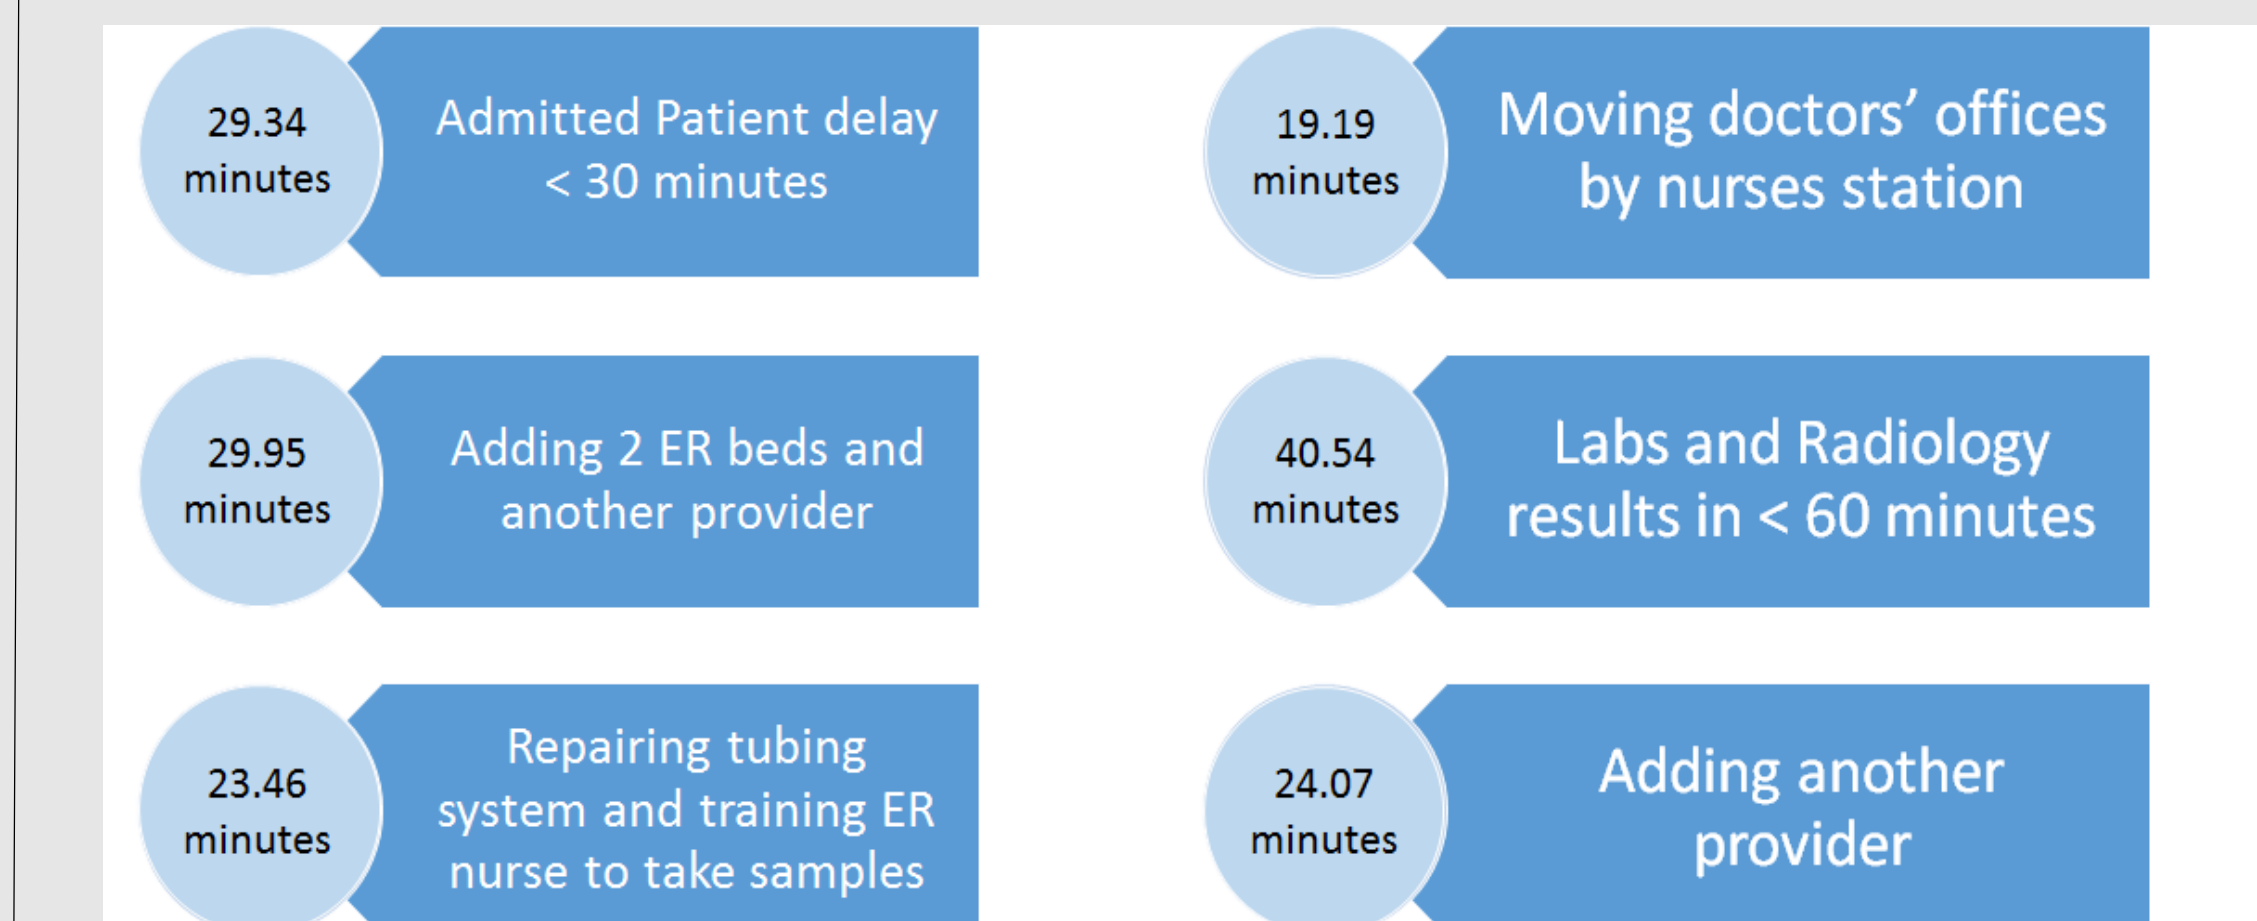 29.34
minutes
Admitted Patient delay
< 30 minutes
19.19
minutes
Moving doctors’ offices
by nurses station
29.95
minutes
Adding 2 ER beds and
another provider
40.54
minutes
Labs and Radiology
results in < 60 minutes
23.46
minutes
Repairing tubing
system and training ER
nurse to take samples
24.07
minutes
Adding another
provider